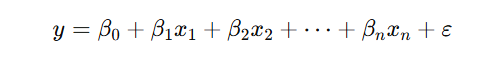 y = β₀ + β₁x₁ + β₂x₂ + ⋯ + βₙxₙ + ε